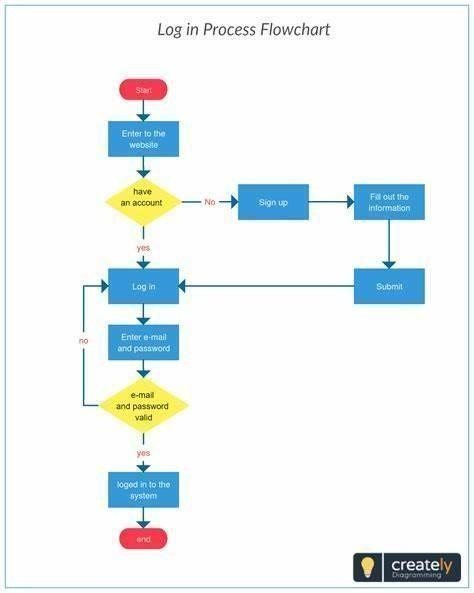 Log in Process Flowchart
Start
Enter to the
website
have
an account
No
Sign up
Fill out the
information
yes
Log in
Submit
no
Enter e-mail
and password
e-mail
and password
valid
yes
loged in to the
system
end
creately
Diagramming